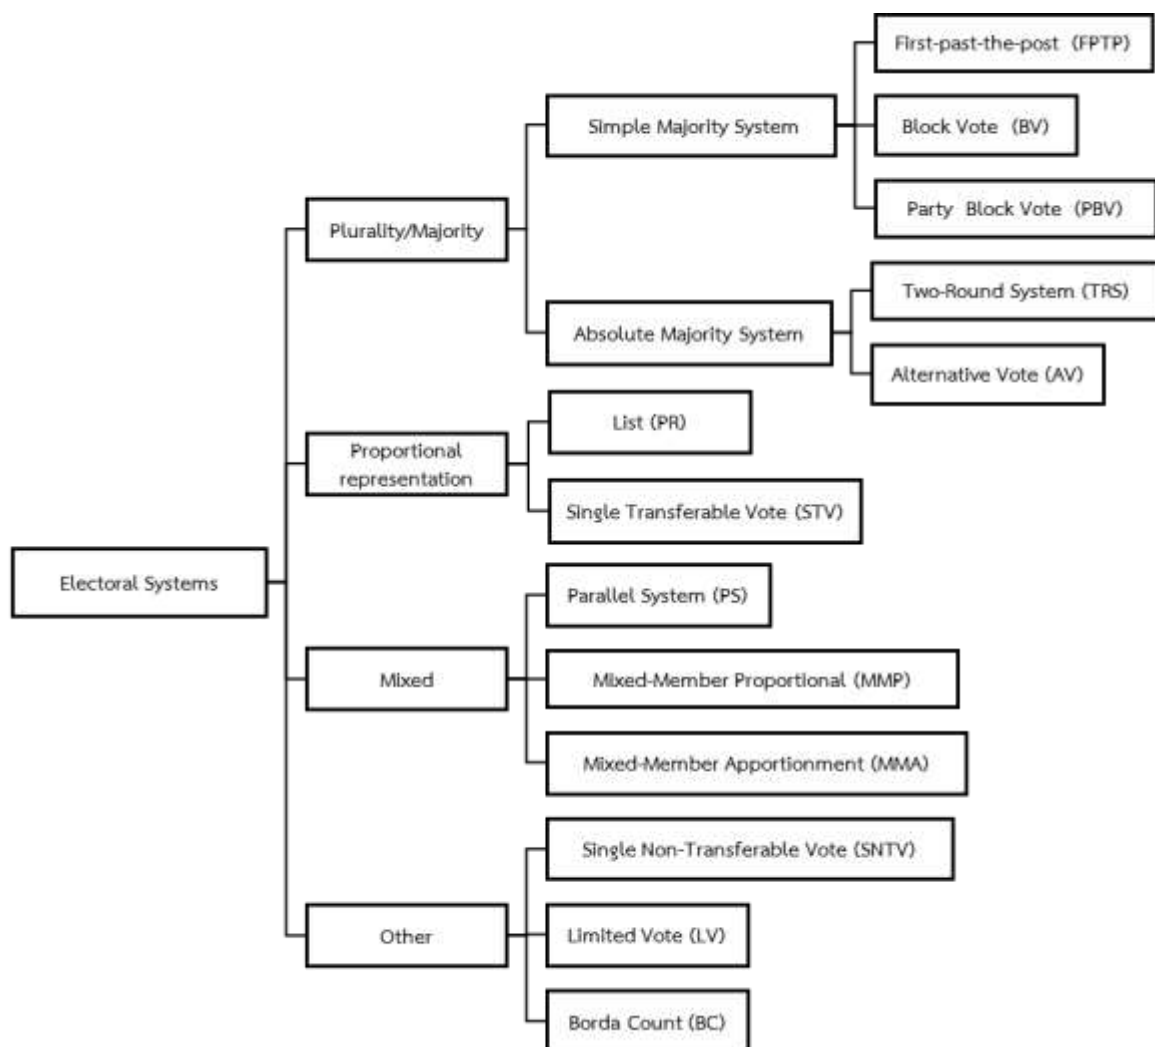 First-past-the-post (FPTP)
Simple Majority System
Block Vote (BV)
Party Block Vote (PBV)
Plurality/Majority
Two-Round System (TRS)
Absolute Majority System
Alternative Vote (AV)
List (PR)
Proportional
representation
Single Transferable Vote (STV)
Electoral Systems
Parallel System (PS)
Mixed
Mixed-Member Proportional (MMP)
Mixed-Member Apportionment (MMA)
Single Non-Transferable Vote (SNTV)
Other
Limited Vote (LV)
Borda Count (BC)